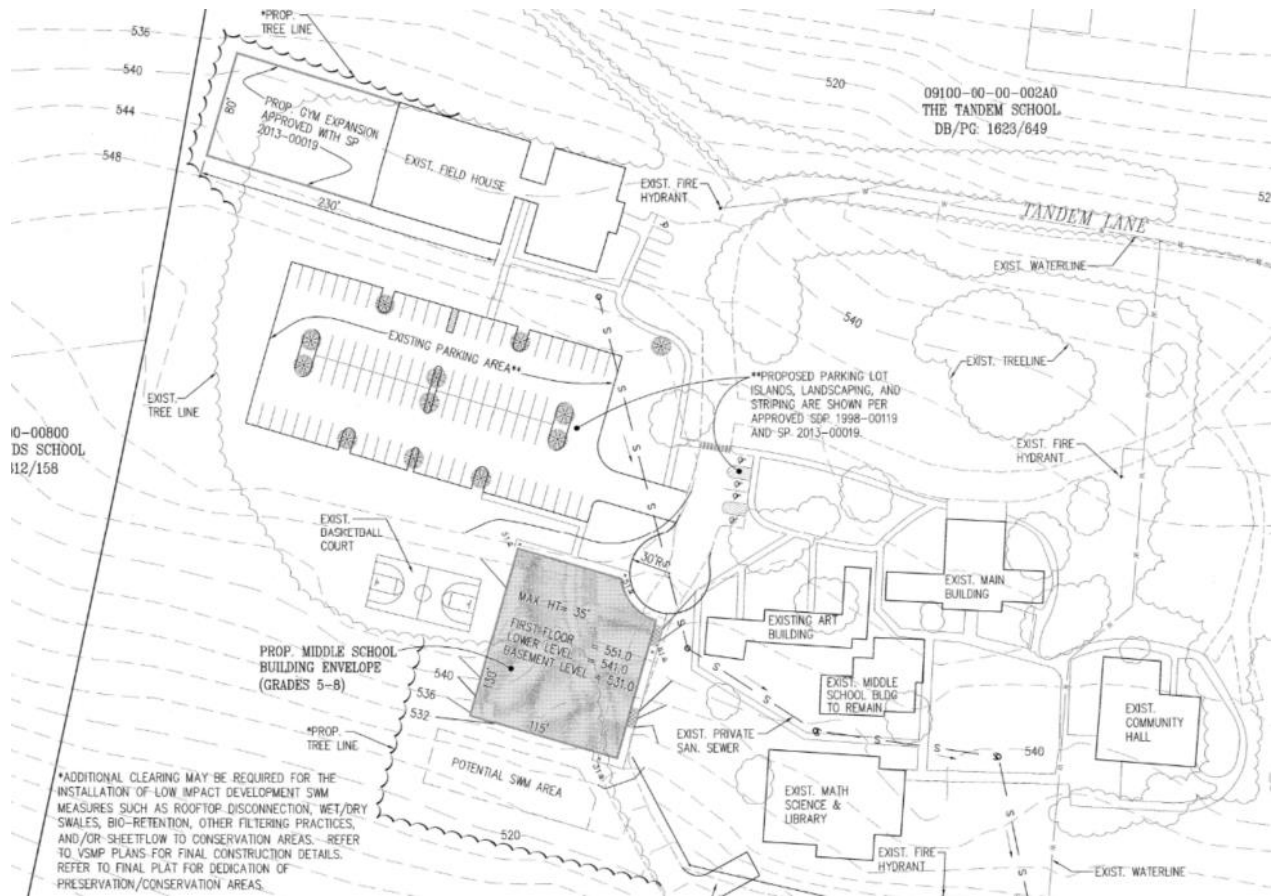 *PROP.
TREE LINE
536
540
544
548
80'
PROP. GYM EXPANSION
APPROVED WITH SP
2013-00019
EXIST. FIELD HOUSE
230'
EXIST. FIRE
HYDRANT
520
09100-00-00-002A0
THE TANDEM SCHOOL
DB/PG: 1623/649
TANDEM LANE
EXIST. WATERLINE
540
EXIST. TREELINE
EXISTING PARKING AREA**
**PROPOSED PARKING LOT
ISLANDS, LANDSCAPING, AND
STRIPING ARE SHOWN PER
APPROVED SDP 1998-00119
AND SP 2013-00019.
EXIST.
TREE LINE
00-00800
DS SCHOOL
312/158
EXIST. FIRE
HYDRANT
EXIST.
BASKETBALL
COURT
30'R
S
S
S
S
S
MAX HT= 35'
FIRST-FLOOR = 551.0
LOWER LEVEL = 541.0
BASEMENT LEVEL = 531.0
130'
115'
PROP. MIDDLE SCHOOL
BUILDING ENVELOPE
(GRADES 5-8)
540
536
532
*PROP.
TREE LINE
POTENTIAL SWM AREA
520
EXIST. MAIN
BUILDING
EXISTING ART
BUILDING
EXIST. MIDDLE
SCHOOL BLDG
TO REMAIN
EXIST. PRIVATE
SAN. SEWER
S
S
S
S
S
540
EXIST.
COMMUNITY
HALL
EXIST. MATH
SCIENCE &
LIBRARY
EXIST. FIRE
HYDRANT
EXIST. WATERLINE
*ADDITIONAL CLEARING MAY BE REQUIRED FOR THE
INSTALLATION OF LOW IMPACT DEVELOPMENT SWM
MEASURES SUCH AS ROOFTOP DISCONNECTION, WET/DRY
SWALES, BIO-RETENTION, OTHER FILTERING PRACTICES,
AND/OR SHEETFLOW TO CONSERVATION AREAS. REFER
TO VSMP PLANS FOR FINAL CONSTRUCTION DETAILS.
REFER TO FINAL PLAT FOR DEDICATION OF
PRESERVATION/CONSERVATION AREAS.